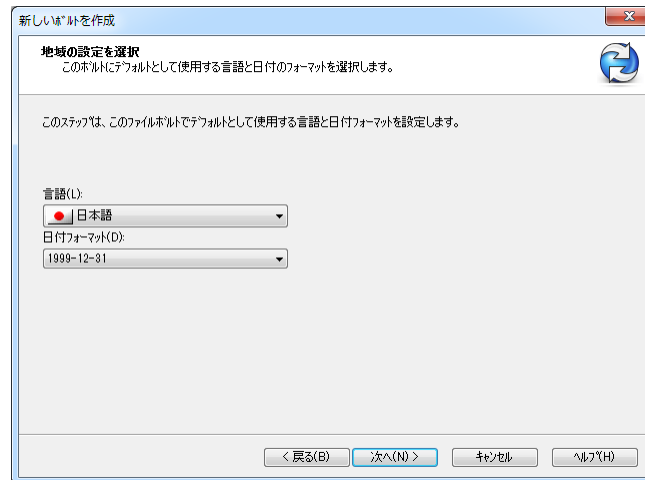 新しいボルトを作成
地域の設定を選択
このボルトにデフォルトとして使用する言語と日付のフォーマットを選択します。
このステップは、このファイルボルトでデフォルトとして使用する言語と日付フォーマットを設定します。
言語(L):
日本語
日付フォーマット(D):
1999-12-31
< 戻る(B) 次へ(N) > キャンセル ヘルプ(H)